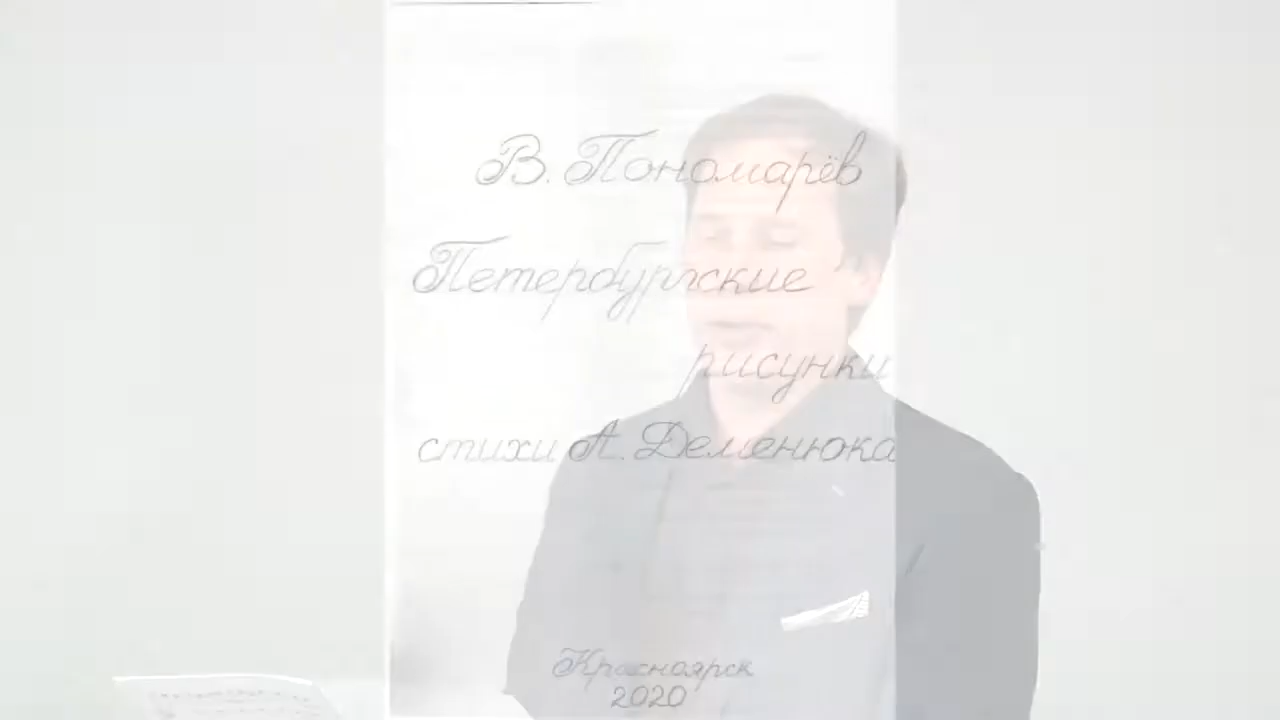 В. Пономарёв
Петербургские
рисунки
стихи А. Деменюка
Красноярск
2020